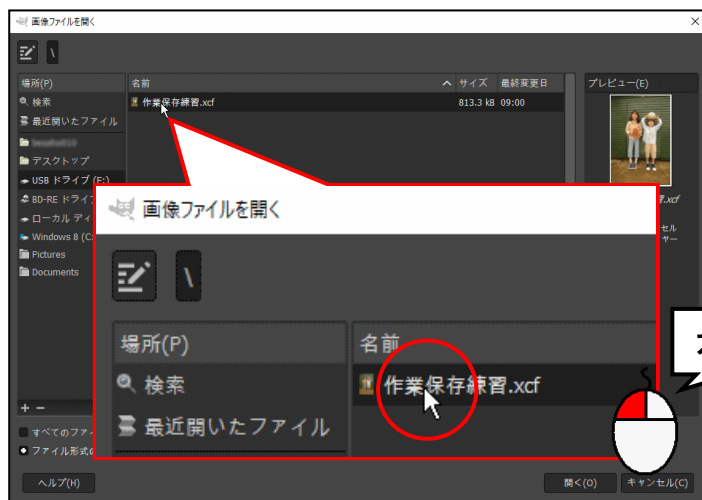 画像ファイルを開く
\
場所(P)
検索
最近開いたファイル
デスクトップ
USB ドライブ (F:)
BD-RE ドライブ
ローカル ディ
Windows 8 (C:
Pictures
Documents
名前 サイズ 最終変更日
作業保存練習.xcf 813.3 kB 09:00
プレビュー(E)
.xcf
セル
ヤー
画像ファイルを開く
\
場所(P) 名前
検索 作業保存練習.xcf
最近開いたファイル
+ −
すべてのファ
ファイル形式の
ヘルプ(H) 開く(O) キャンセル(C)